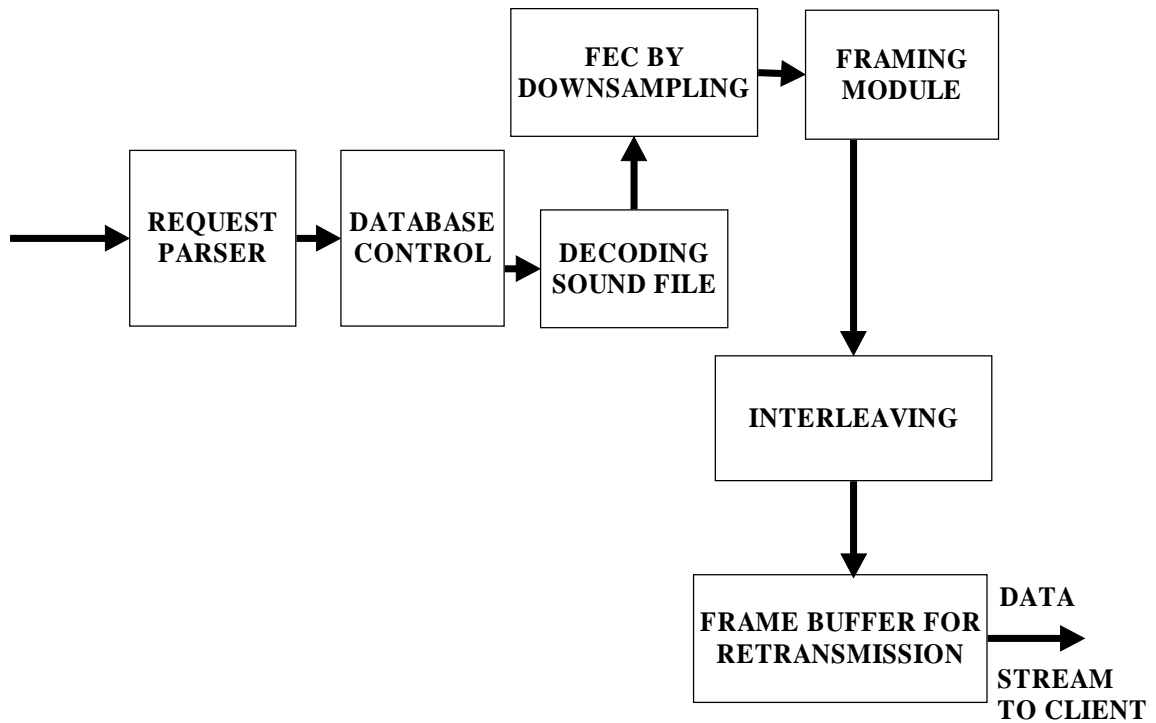 REQUEST
PARSER
DATABASE
CONTROL
DECODING
SOUND FILE
FEC BY
DOWNSAMPLING
FRAMING
MODULE
INTERLEAVING
FRAME BUFFER FOR
RETRANSMISSION
DATA
STREAM
TO CLIENT